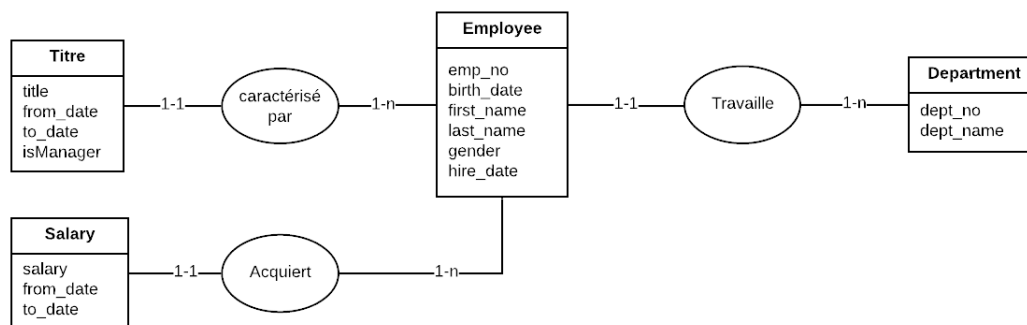 Titre
title
from_date
to_date
isManager
1-1
caractérisé
par
1-n
Employee
emp_no
birth_date
first_name
last_name
gender
hire_date
1-1
Travaille
1-n
Department
dept_no
dept_name
Salary
salary
from_date
to_date
1-1
Acquiert
1-n